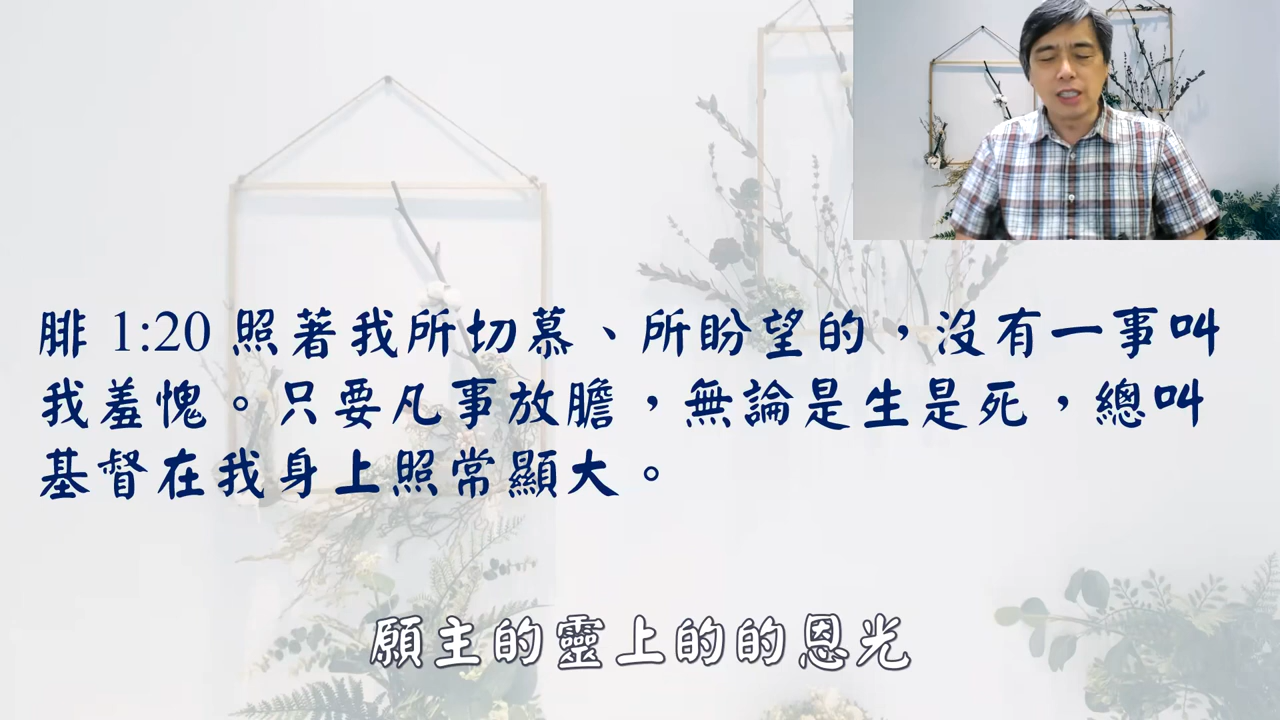 腓 1:20 照著我所切慕、所盼望的，沒有一事叫
我羞愧。只要凡事放膽，無論是生是死，總叫
基督在我身上照常顯大。
願主的靈上的的恩光